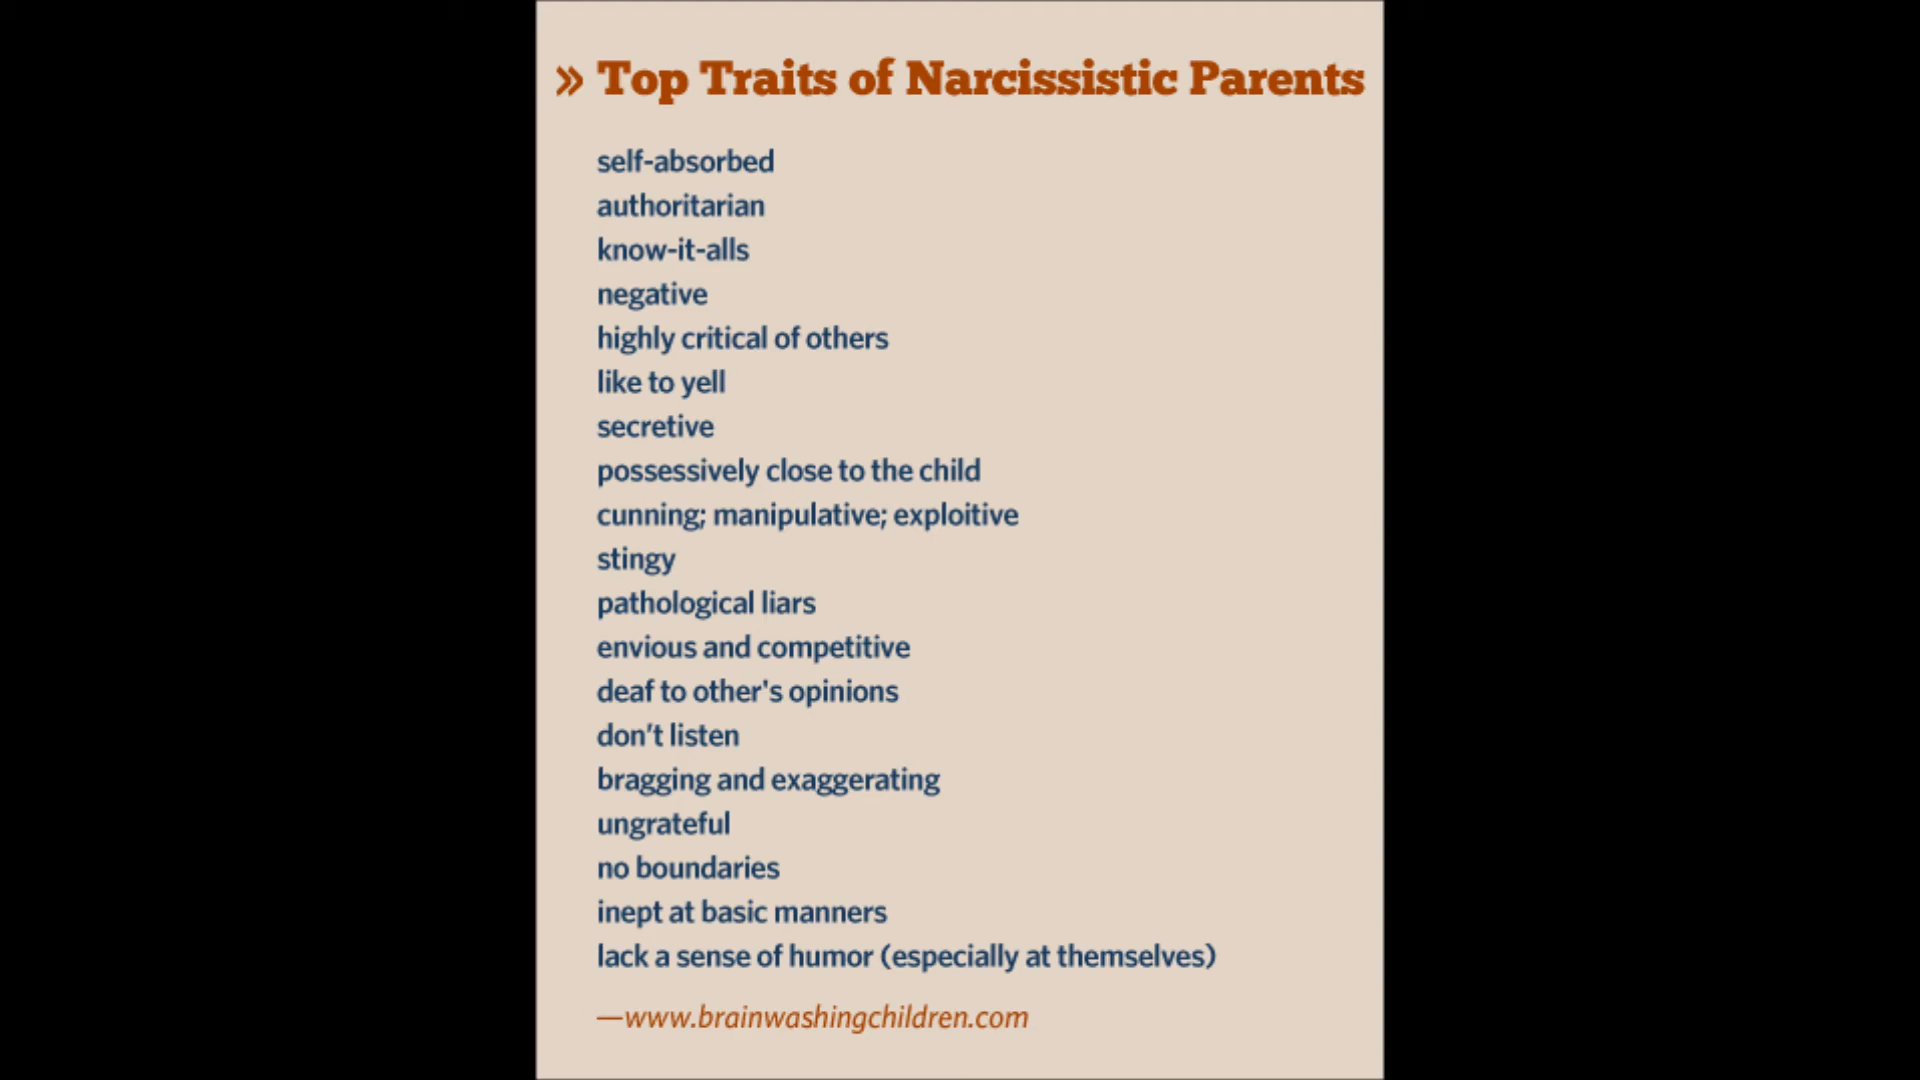 » Top Traits of Narcissistic Parents
self-absorbed
authoritarian
know-it-alls
negative
highly critical of others
like to yell
secretive
possessively close to the child
cunning; manipulative; exploitive
stingy
pathological liars
envious and competitive
deaf to other's opinions
don’t listen
bragging and exaggerating
ungrateful
no boundaries
inept at basic manners
lack a sense of humor (especially at themselves)
—www.brainwashingchildren.com